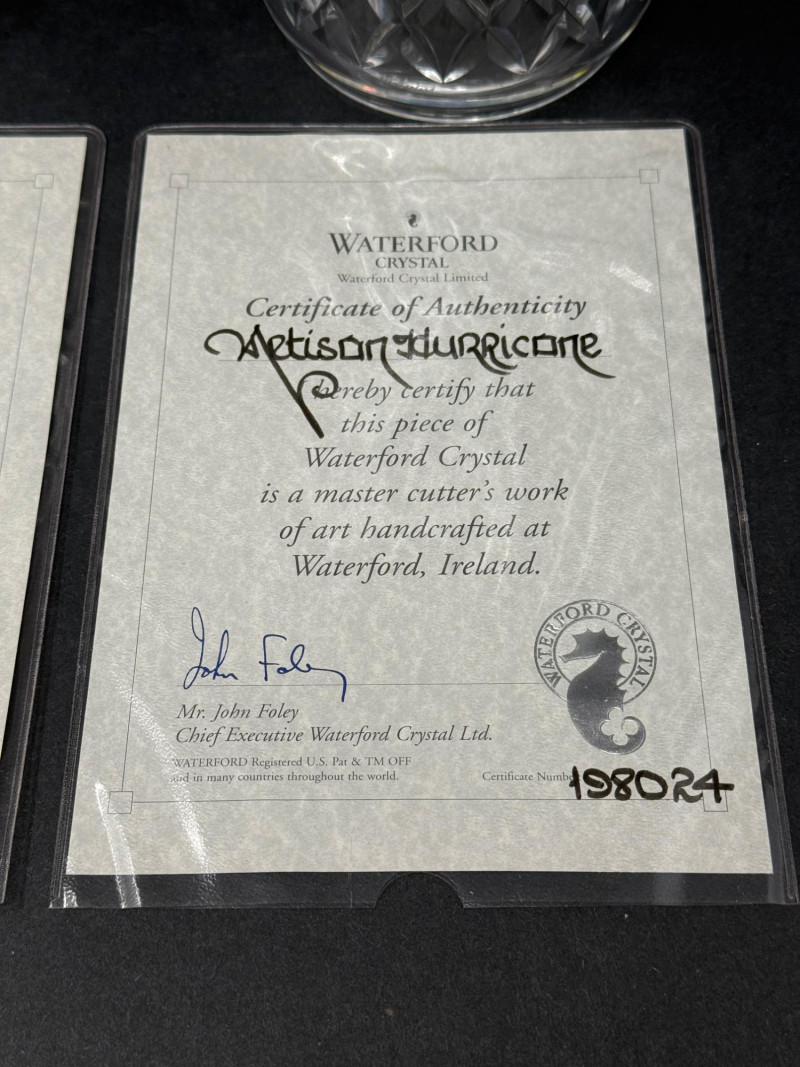 WATERFORD
CRYSTAL
Waterford Crystal Limited
Certificate of Authenticity
Artisan Hurricane
hereby certify that
this piece of
Waterford Crystal
is a master cutter's work
of art handcrafted at
Waterford, Ireland.
John Foley
WATERFORD CRYSTAL
Mr. John Foley
Chief Executive Waterford Crystal Ltd.
WATERFORD Registered U.S. Pat & TM OFF
and in many countries throughout the world.
Certificate Number 198024